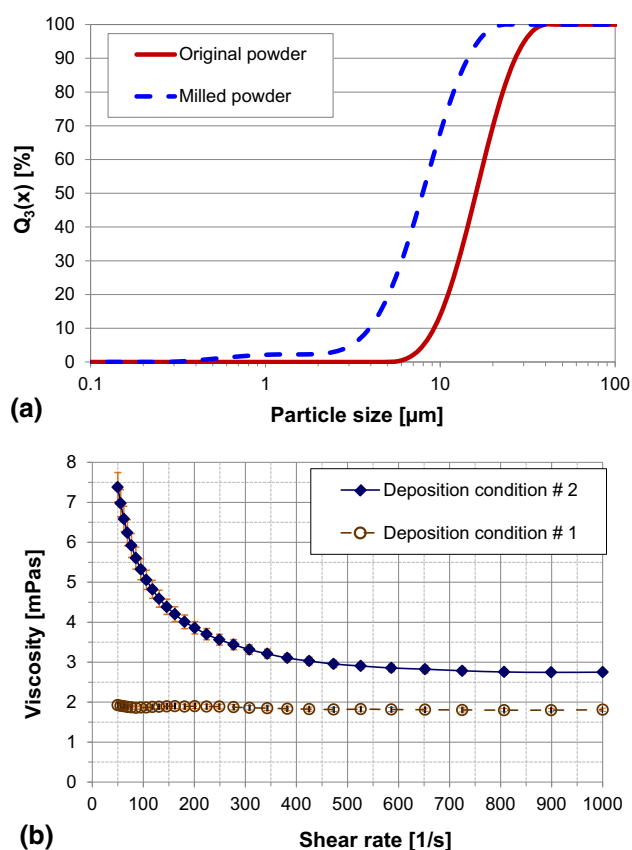 100
90
80
70
60
50
40
30
20
10
0
Q3(x) [%]
Original powder
Milled powder
0.1 1 10 100
Particle size [µm]
(a)
8
7
6
5
4
3
2
1
0
Viscosity [mPas]
Deposition condition # 2
Deposition condition # 1
0 100 200 300 400 500 600 700 800 900 1000
Shear rate [1/s]
(b)